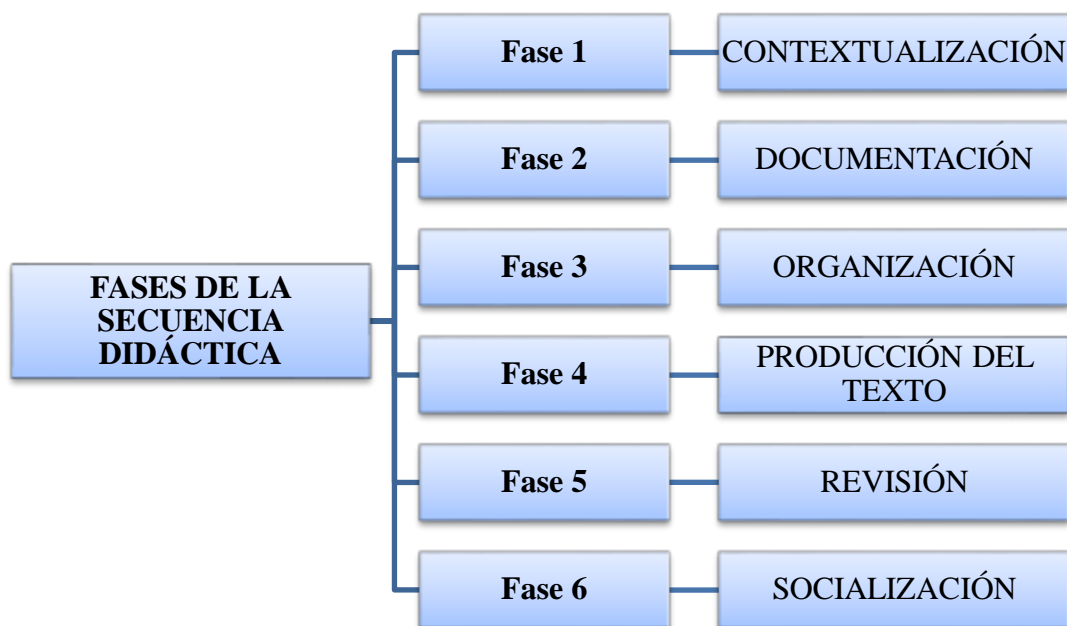 FASES DE LA
SECUENCIA
DIDÁCTICA
Fase 1
CONTEXTUALIZACIÓN
Fase 2
DOCUMENTACIÓN
Fase 3
ORGANIZACIÓN
Fase 4
PRODUCCIÓN DEL
TEXTO
Fase 5
REVISIÓN
Fase 6
SOCIALIZACIÓN